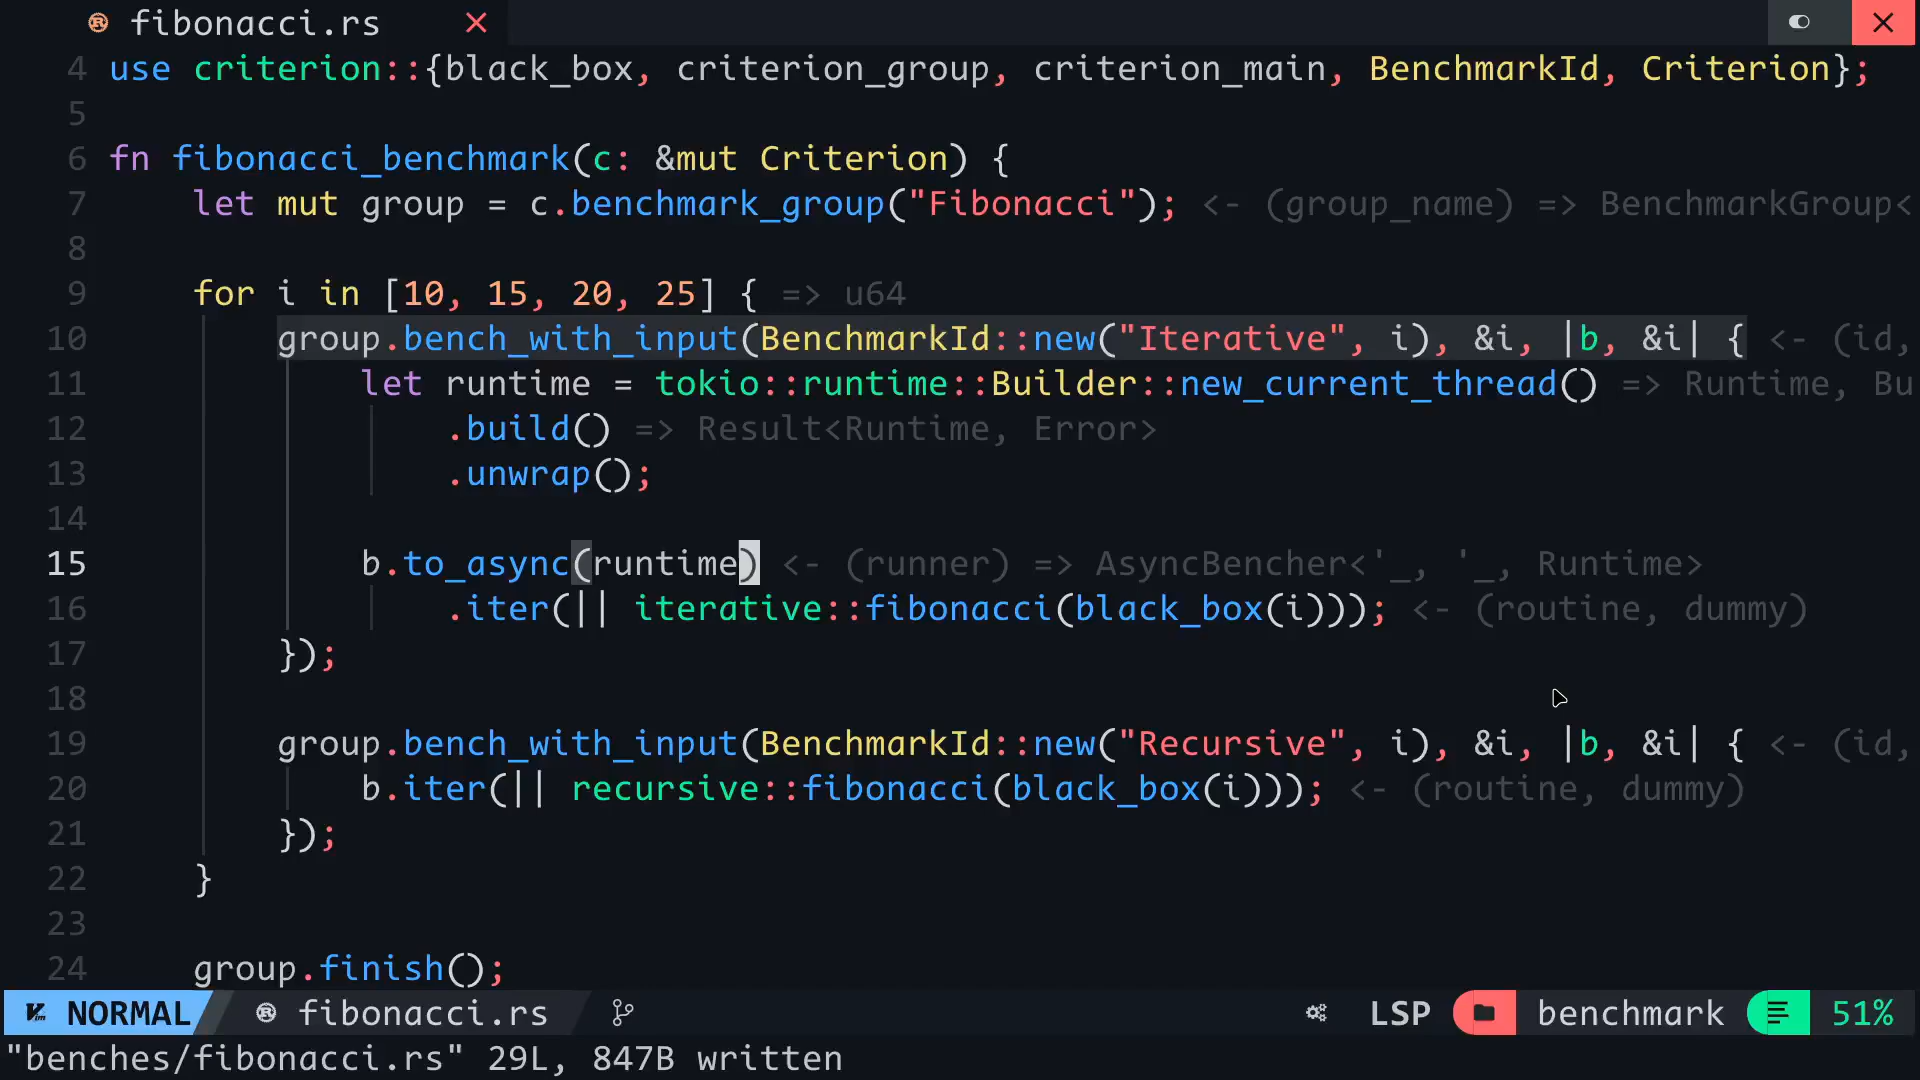 fibonacci.rs
4 use criterion::{black_box, criterion_group, criterion_main, BenchmarkId, Criterion};
5
6 fn fibonacci_benchmark(c: &mut Criterion) {
7     let mut group = c.benchmark_group("Fibonacci"); <- (group_name) => BenchmarkGroup<
8
9     for i in [10, 15, 20, 25] { => u64
10         group.bench_with_input(BenchmarkId::new("Iterative", i), &i, |b, &i| { <- (id,
11             let runtime = tokio::runtime::Builder::new_current_thread() => Runtime, Bu
12                 .build() => Result<Runtime, Error>
13                 .unwrap();
14
15             b.to_async(runtime) <- (runner) => AsyncBencher<'_, '_, Runtime>
16                 .iter(|| iterative::fibonacci(black_box(i))); <- (routine, dummy)
17         });
18
19         group.bench_with_input(BenchmarkId::new("Recursive", i), &i, |b, &i| { <- (id,
20             b.iter(|| recursive::fibonacci(black_box(i))); <- (routine, dummy)
21         });
22     }
23
24     group.finish();
NORMAL fibonacci.rs LSP benchmark 51%
"benches/fibonacci.rs" 29L, 847B written